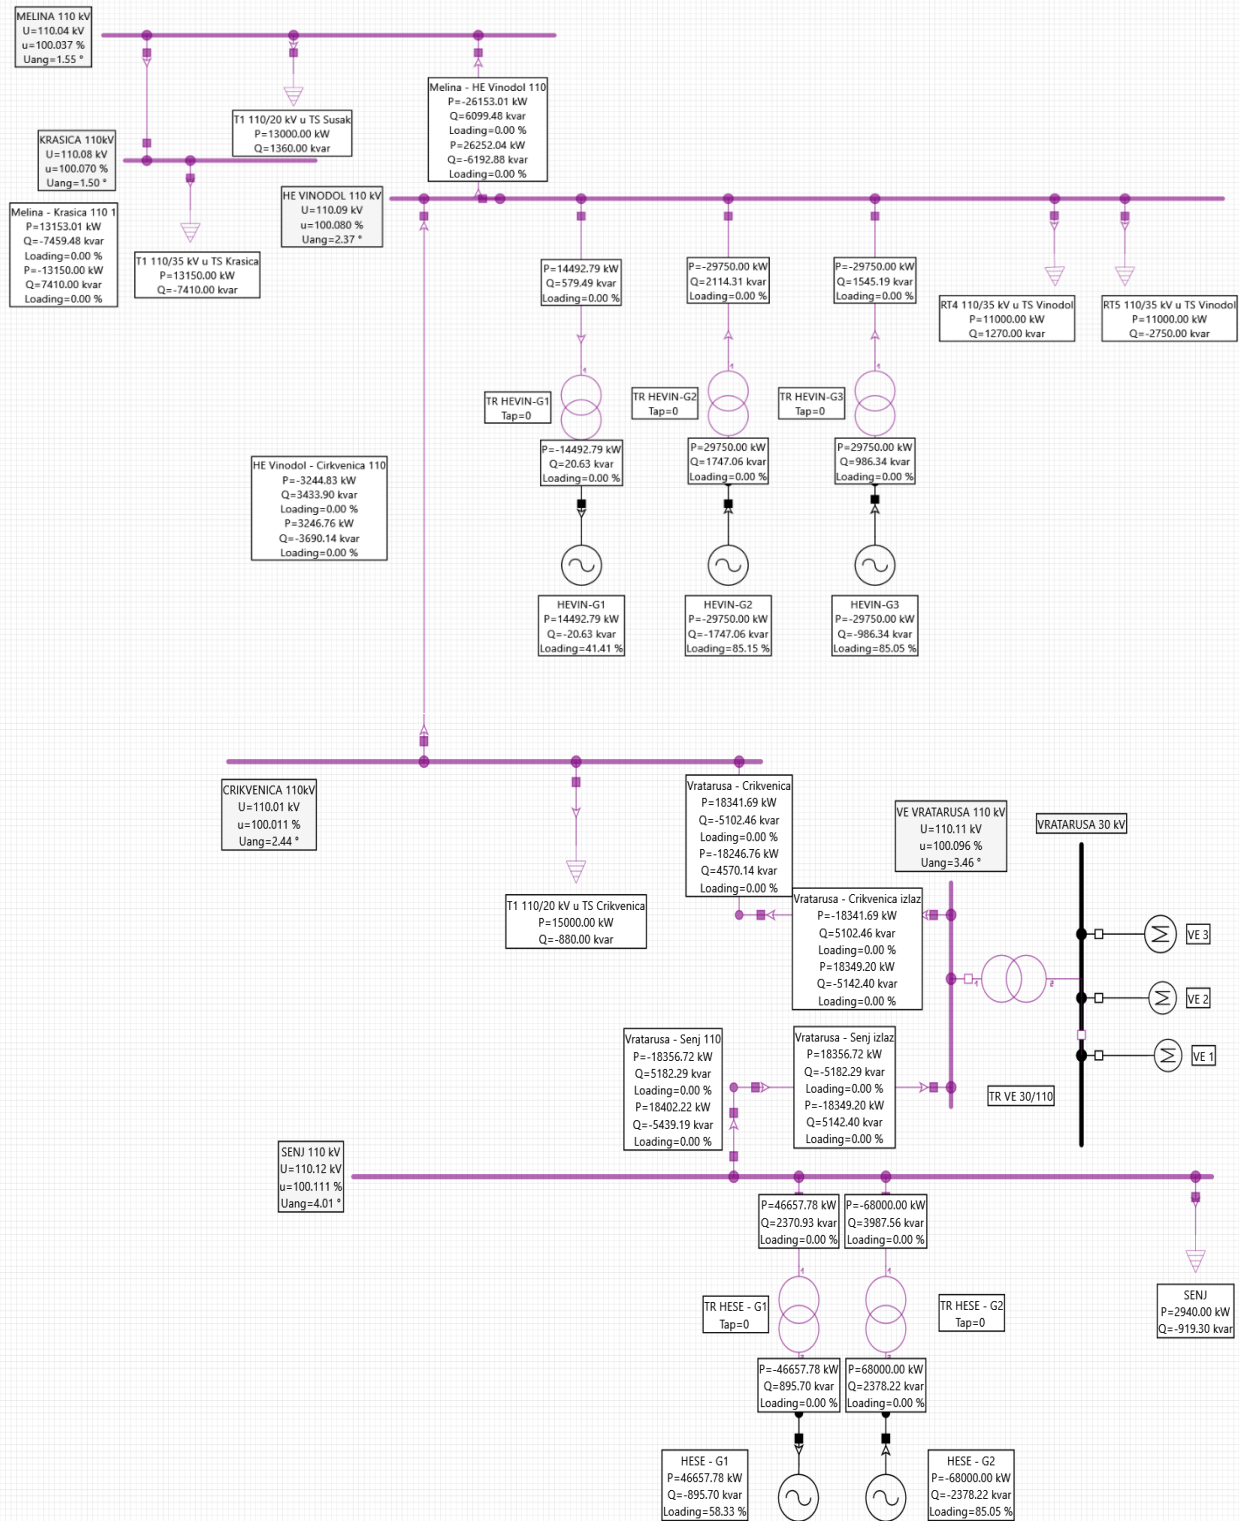 MELINA 110 kV
U=110.04 kV
u=100.037 %
Uang=1.55 °
T1 110/20 kV u TS Susak
P=13000.00 kW
Q=1360.00 kvar
Melina - HE Vinodol 110
P=-26153.01 kW
Q=6099.48 kvar
Loading=0.00 %
P=26252.04 kW
Q=-6192.88 kvar
Loading=0.00 %
KRASICA 110kV
U=110.08 kV
u=100.070 %
Uang=1.50 °
Melina - Krasica 110 1
P=13153.01 kW
Q=-7459.48 kvar
Loading=0.00 %
P=-13150.00 kW
Q=7410.00 kvar
Loading=0.00 %
T1 110/35 kV u TS Krasica
P=13150.00 kW
Q=-7410.00 kvar
HE VINODOL 110 kV
U=110.09 kV
u=100.080 %
Uang=2.37 °
P=14492.79 kW
Q=579.49 kvar
Loading=0.00 %
P=-29750.00 kW
Q=2114.31 kvar
Loading=0.00 %
P=-29750.00 kW
Q=1545.19 kvar
Loading=0.00 %
RT4 110/35 kV u TS Vinodol
P=11000.00 kW
Q=1270.00 kvar
RT5 110/35 kV u TS Vinodol
P=11000.00 kW
Q=-2750.00 kvar
1
1
1
TR HEVIN-G1
Tap=0
TR HEVIN-G2
Tap=0
TR HEVIN-G3
Tap=0
P=-14492.79 kW
Q=20.63 kvar
Loading=0.00 %
P=29750.00 kW
Q=1747.06 kvar
Loading=0.00 %
P=29750.00 kW
Q=986.34 kvar
Loading=0.00 %
HE Vinodol - Cirkvenica 110
P=-3244.83 kW
Q=3433.90 kvar
Loading=0.00 %
P=3246.76 kW
Q=-3690.14 kvar
Loading=0.00 %
HEVIN-G1
P=14492.79 kW
Q=-20.63 kvar
Loading=41.41 %
HEVIN-G2
P=-29750.00 kW
Q=-1747.06 kvar
Loading=85.15 %
HEVIN-G3
P=-29750.00 kW
Q=-986.34 kvar
Loading=85.05 %
CRIKVENICA 110kV
U=110.01 kV
u=100.011 %
Uang=2.44 °
Vratarusa - Crikvenica
P=18341.69 kW
Q=-5102.46 kvar
Loading=0.00 %
P=-18246.76 kW
Q=4570.14 kvar
Loading=0.00 %
VE VRATARUSA 110 kV
U=110.11 kV
u=100.096 %
Uang=3.46 °
VRATARUSA 30 kV
T1 110/20 kV u TS Crikvenica
P=15000.00 kW
Q=-880.00 kvar
Vratarusa - Crikvenica izlaz
P=-18341.69 kW
Q=5102.46 kvar
Loading=0.00 %
P=18349.20 kW
Q=-5142.40 kvar
Loading=0.00 %
M
VE 3
1
2
M
VE 2
M
VE 1
TR VE 30/110
Vratarusa - Senj 110
P=-18356.72 kW
Q=5182.29 kvar
Loading=0.00 %
P=18402.22 kW
Q=-5439.19 kvar
Loading=0.00 %
Vratarusa - Senj izlaz
P=18356.72 kW
Q=-5182.29 kvar
Loading=0.00 %
P=-18349.20 kW
Q=5142.40 kvar
Loading=0.00 %
SENJ 110 kV
U=110.12 kV
u=100.111 %
Uang=4.01 °
P=46657.78 kW
Q=2370.93 kvar
Loading=0.00 %
P=-68000.00 kW
Q=3987.56 kvar
Loading=0.00 %
1
1
TR HESE - G1
Tap=0
TR HESE - G2
Tap=0
SENJ
P=2940.00 kW
Q=-919.30 kvar
P=-46657.78 kW
Q=895.70 kvar
Loading=0.00 %
P=68000.00 kW
Q=2378.22 kvar
Loading=0.00 %
HESE - G1
P=46657.78 kW
Q=-895.70 kvar
Loading=58.33 %
HESE - G2
P=-68000.00 kW
Q=-2378.22 kvar
Loading=85.05 %